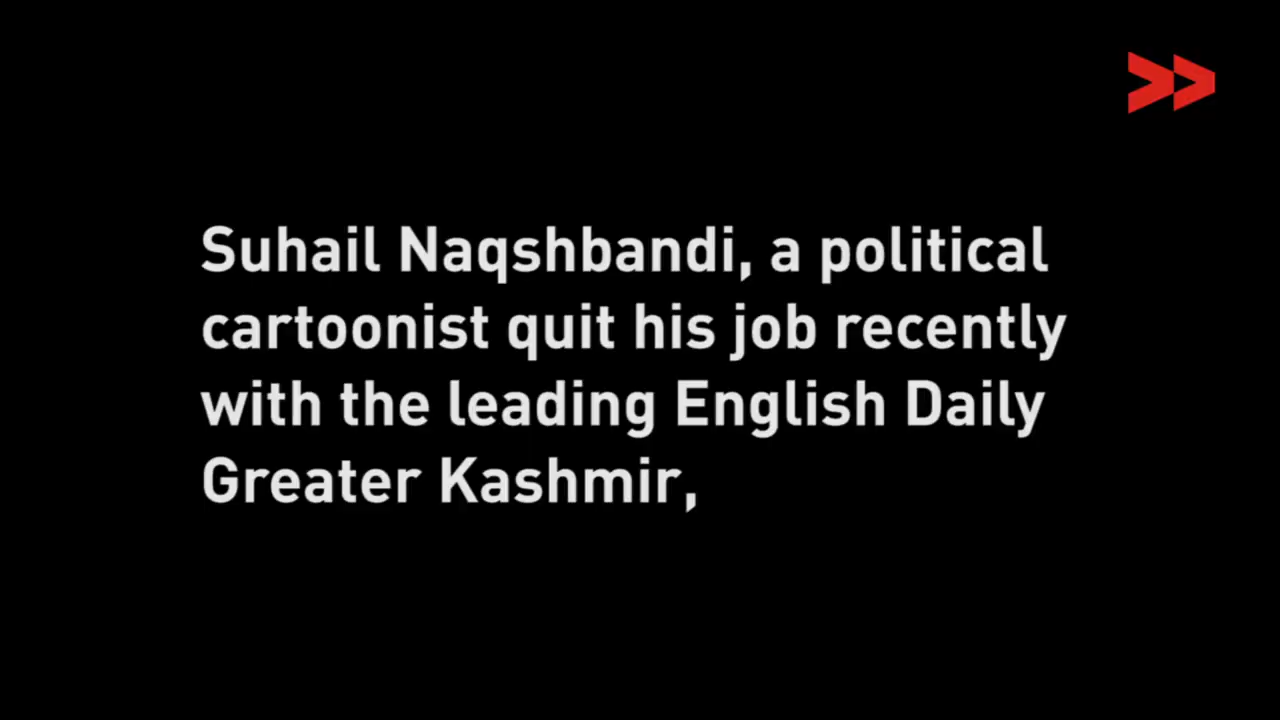 Suhail Naqshbandi, a political
cartoonist quit his job recently
with the leading English Daily
Greater Kashmir,